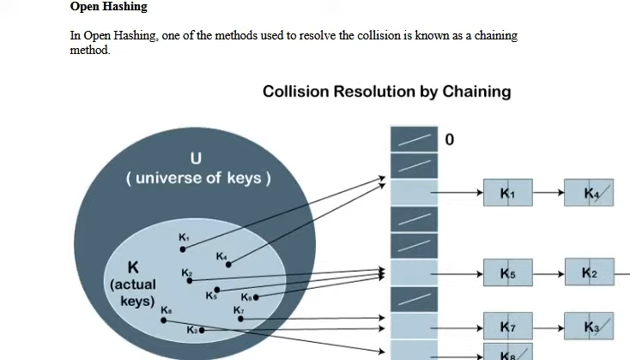 Open Hashing
In Open Hashing, one of the methods used to resolve the collision is known as a chaining
method.
Collision Resolution by Chaining
U
( universe of keys )
0
K1 K4
K1
K4
K
(actual
keys)
K2
K5
K6
K5 K2
K7
K8
K3
K7 K3
K8